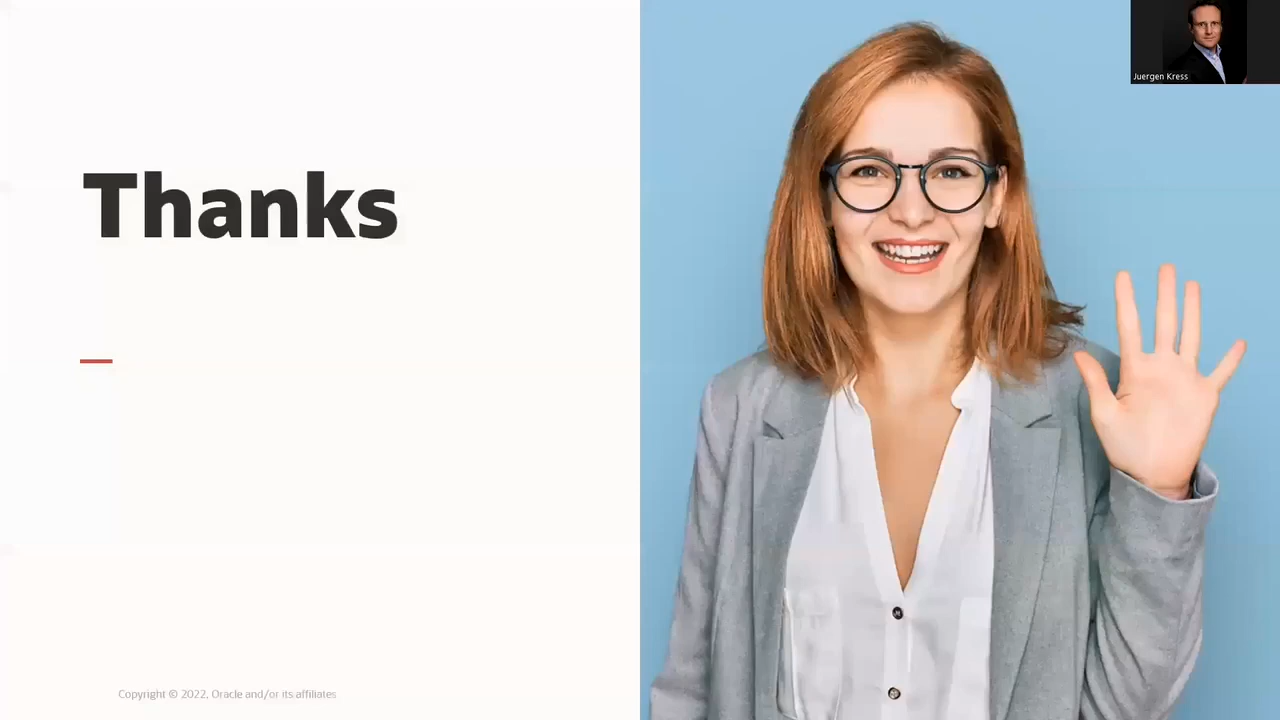 Juergen Kress
Thanks
Copyright © 2022, Oracle and/or its affiliates